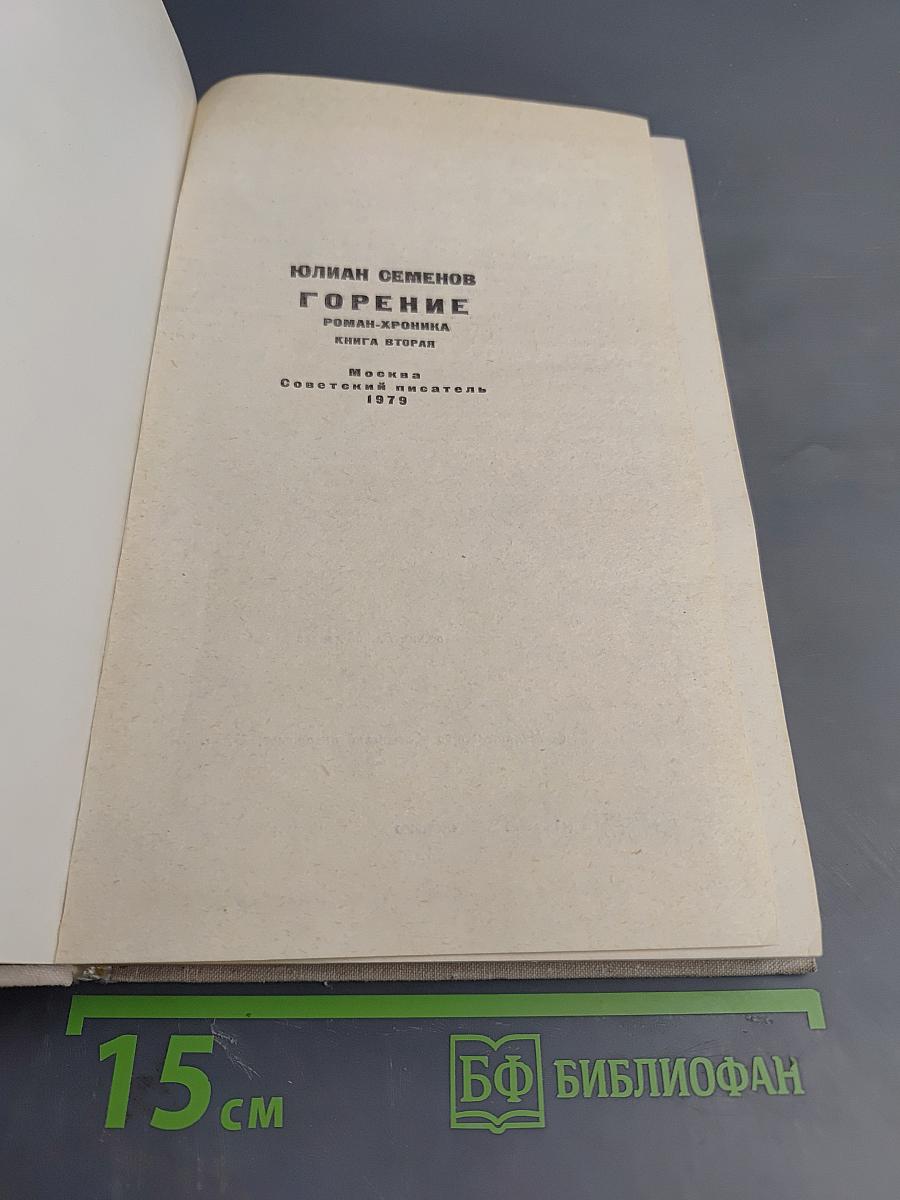 ЮЛИАН СЕМЕНОВ
ГОРЕНИЕ
РОМАН-ХРОНИКА
КНИГА ВТОРАЯ
Москва
Советский писатель
1979
15 см
БФ БИБЛИОФАН